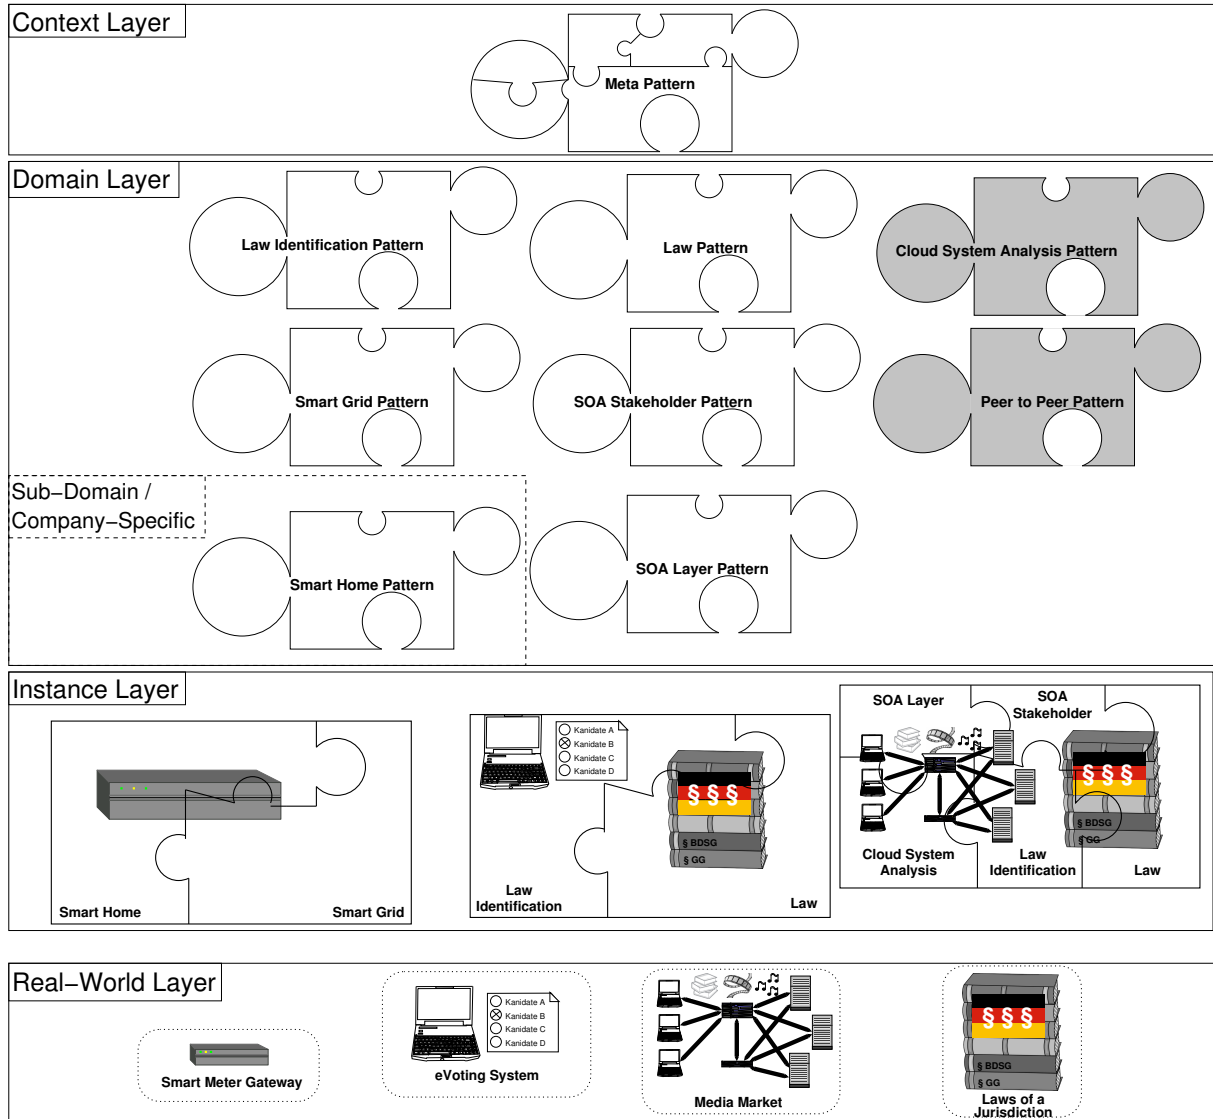 Context Layer
Meta Pattern
Domain Layer
Law Identification Pattern
Law Pattern
Cloud System Analysis Pattern
Smart Grid Pattern
SOA Stakeholder Pattern
Peer to Peer Pattern
Sub-Domain /
Company-Specific
Smart Home Pattern
SOA Layer Pattern
Instance Layer
Smart Home
Smart Grid
Kanidate A
Kanidate B
Kanidate C
Kanidate D
§ § §
§ BDSG
§ GG
Law
Identification
Law
SOA Layer
SOA
Stakeholder
§ § §
§ BDSG
§ GG
Cloud System
Analysis
Law
Identification
Law
Real-World Layer
Smart Meter Gateway
Kanidate A
Kanidate B
Kanidate C
Kanidate D
eVoting System
Media Market
§ § §
§ BDSG
§ GG
Laws of a
Jurisdiction